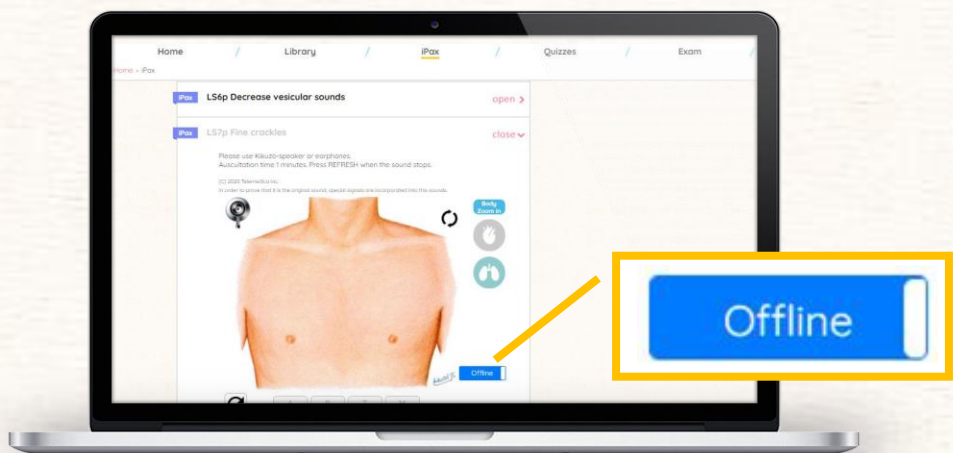 Home / Library / iPax / Quizzes / Exam /
Home > iPax
iPax LS6p Decrease vesicular sounds open >
iPax LS7p Fine crackles close
Please use Kikuzo-speaker or earphones.
Auscultation time 1 minutes. Press REFRESH when the sound stops.
(C) 2020 Telemedica Inc.
In order to prove that it is the original sound, special signals are incorporated into this sounds.
Body
Zoom in
Offline
Offline